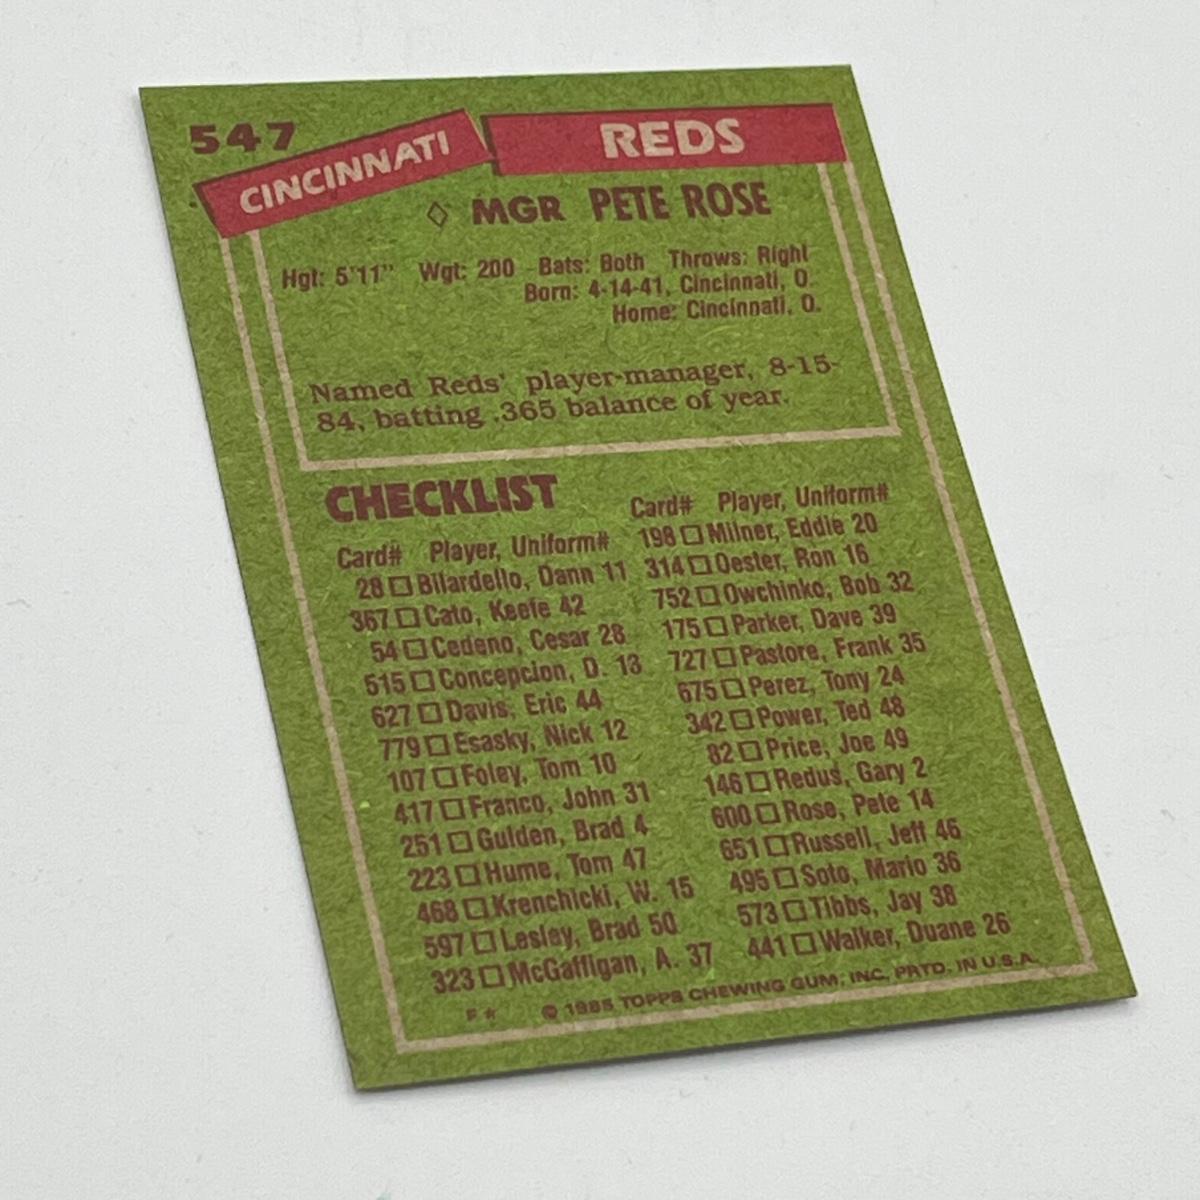 547
CINCINNATI REDS
◇ MGR PETE ROSE
Hgt: 5'11" Wgt: 200 Bats: Both Throws: Right
Born: 4-14-41, Cincinnati, O.
Home: Cincinnati, O.
Named Reds' player-manager, 8-15-
84, batting .365 balance of year.
CHECKLIST
Card# Player, Uniform#
28 □ Bilardello, Dann 11
367 □ Cato, Keefe 42
54 □ Cedeno, Cesar 28
515 □ Concepcion, D. 13
627 □ Davis, Eric 44
779 □ Esasky, Nick 12
107 □ Foley, Tom 10
417 □ Franco, John 31
251 □ Gulden, Brad 4
223 □ Hume, Tom 47
468 □ Krenchicki, W. 15
597 □ Lesley, Brad 50
323 □ McGaffigan, A. 37
Card# Player, Uniform#
198 □ Milner, Eddie 20
314 □ Oester, Ron 16
752 □ Owchinko, Bob 32
175 □ Parker, Dave 39
727 □ Pastore, Frank 35
675 □ Perez, Tony 24
342 □ Power, Ted 48
82 □ Price, Joe 49
146 □ Redus, Gary 2
600 □ Rose, Pete 14
651 □ Russell, Jeff 46
495 □ Soto, Mario 36
573 □ Tibbs, Jay 38
441 □ Walker, Duane 26
F* © 1985 TOPPS CHEWING GUM, INC. PRTD. IN U.S.A.